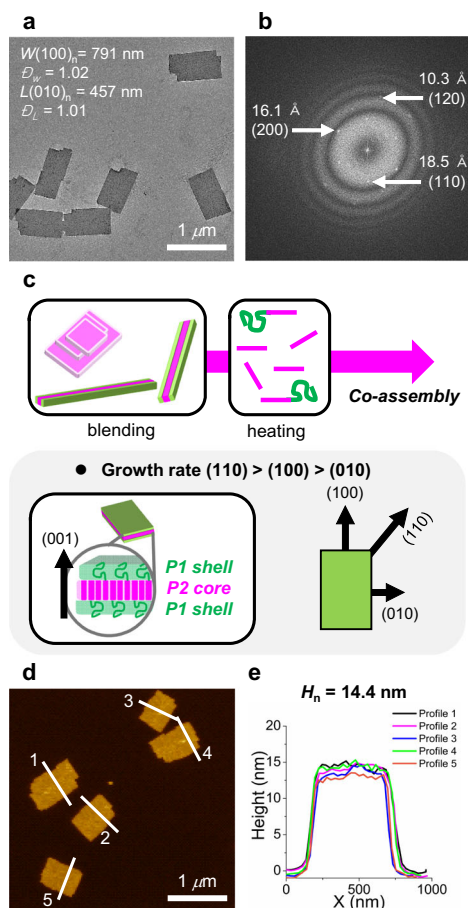 a
W(100)n = 791 nm
ĐW = 1.02
L(010)n = 457 nm
ĐL = 1.01
1 µm
b
10.3 Å
(120)
16.1 Å
(200)
18.5 Å
(110)
c
blending
heating
Co-assembly
● Growth rate (110) > (100) > (010)
(001)
P1 shell
P2 core
P1 shell
(100)
(110)
(010)
d
3
4
1
2
5
1 µm
e
Hn = 14.4 nm
Profile 1
Profile 2
Profile 3
Profile 4
Profile 5
Height (nm)
20
15
10
5
0
0
500
1000
X (nm)